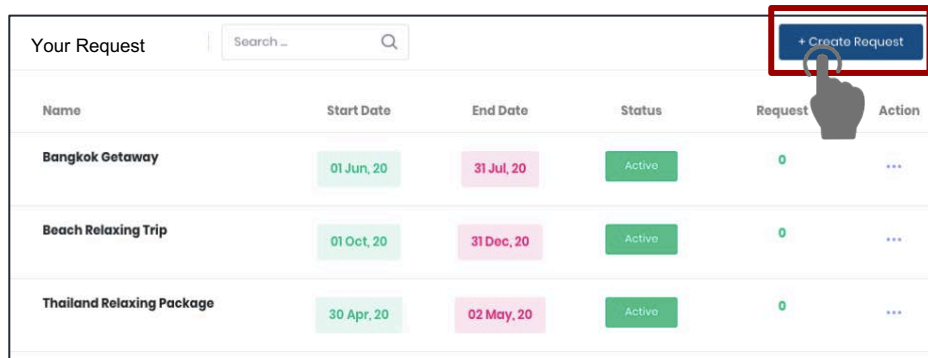 Your Request
Search ...
+ Create Request
Name Start Date End Date Status Request Action
Bangkok Getaway 01 Jun, 20 31 Jul, 20 Active 0 ...
Beach Relaxing Trip 01 Oct, 20 31 Dec, 20 Active 0 ...
Thailand Relaxing Package 30 Apr, 20 02 May, 20 Active 0 ...